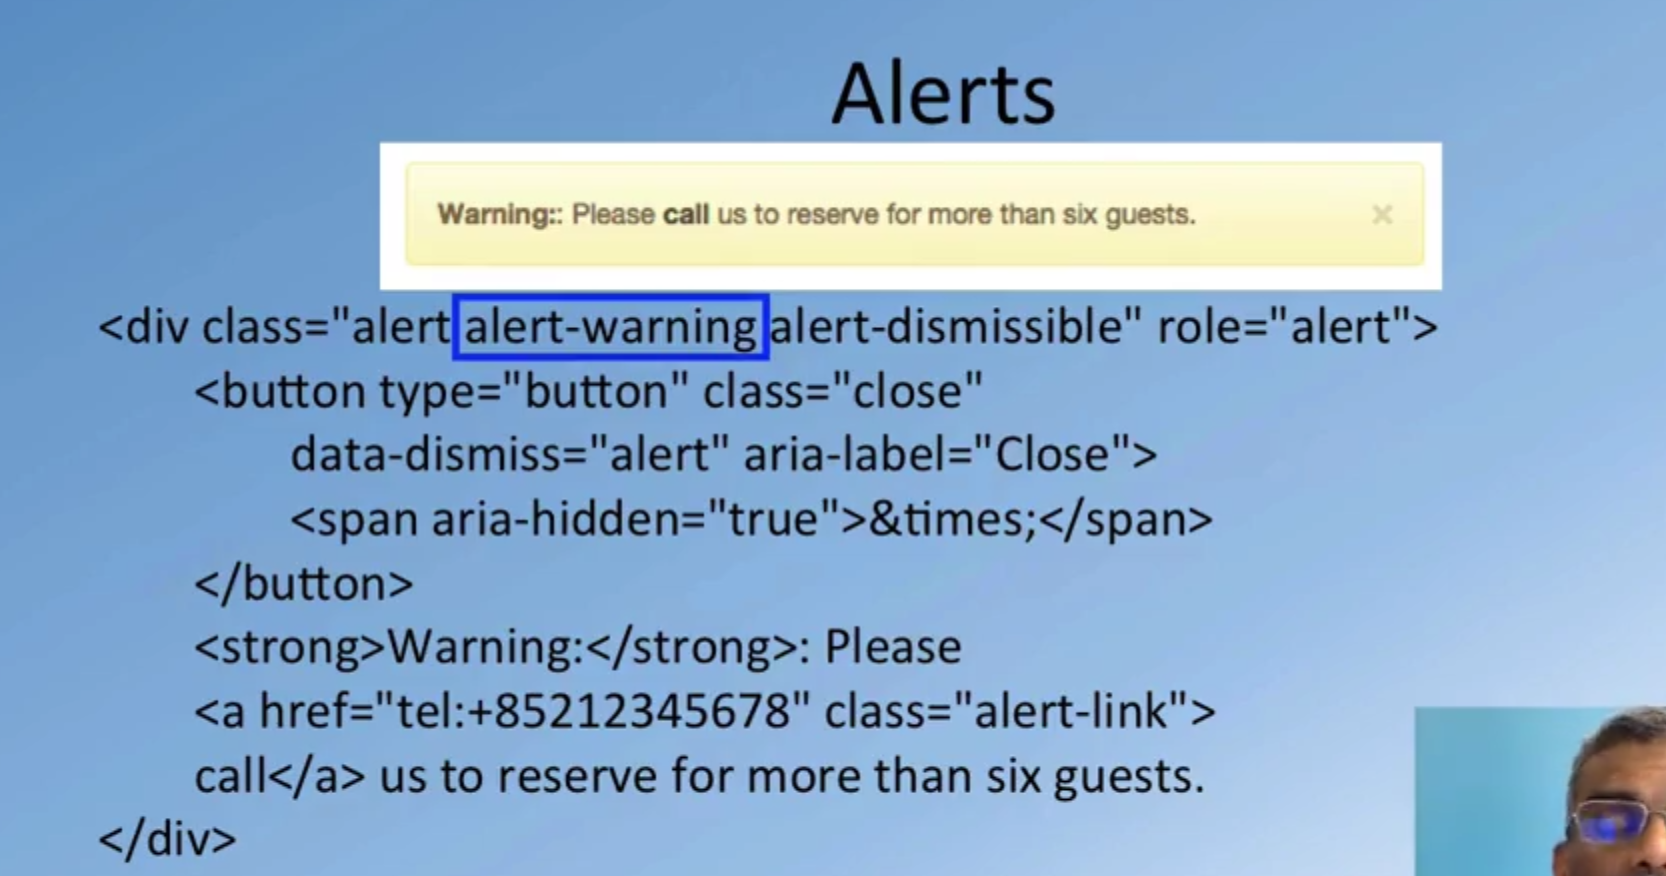 Alerts
Warning:: Please call us to reserve for more than six guests. ×
<div class="alert alert-warning alert-dismissible" role="alert">
<button type="button" class="close"
data-dismiss="alert" aria-label="Close">
<span aria-hidden="true">&times;</span>
</button>
<strong>Warning:</strong>: Please
<a href="tel:+85212345678" class="alert-link">
call</a> us to reserve for more than six guests.
</div>